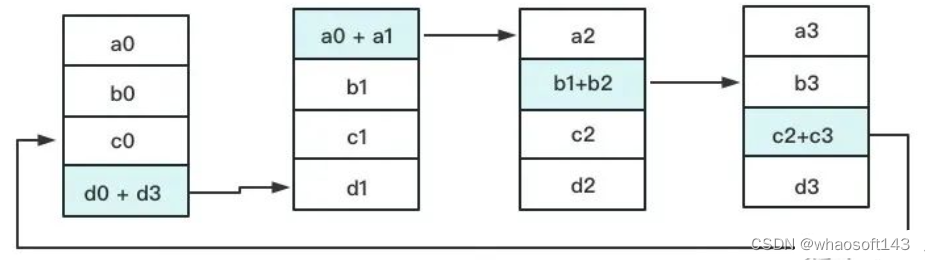 a0
b0
c0
d0 + d3
a0 + a1
b1
c1
d1
a2
b1+b2
c2
d2
a3
b3
c2+c3
d3
CSDN @whaosoft143